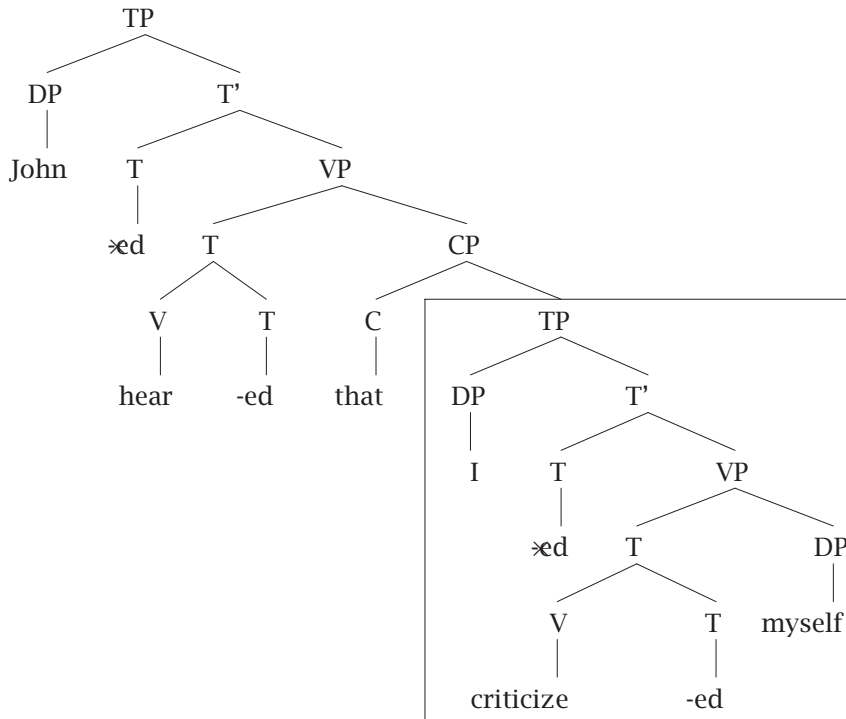 TP
DP T’
John T VP
-ed T CP
V T C TP
hear -ed that DP T’
I T VP
-ed T DP
V T myself
criticize -ed